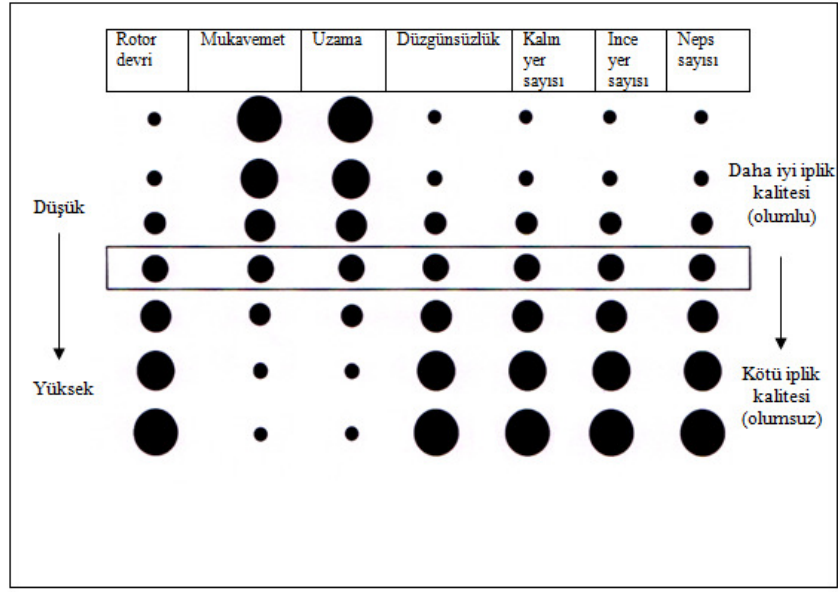 Rotor devri
Mukavemet
Uzama
Düzgünsüzlük
Kalın yer sayısı
Ince yer sayısı
Neps sayısı
Düşük
Yüksek
Daha iyi iplik
kalitesi
(olumlu)
Kötü iplik
kalitesi
(olumsuz)